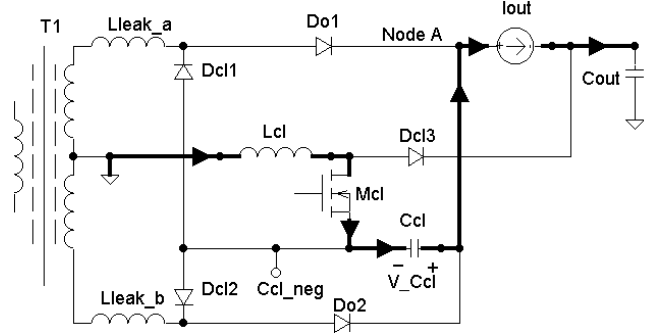 Iout
T1
Lleak_a
Do1
Node A
Dcl1
Cout
Lcl
Dcl3
Mcl
Ccl
− +
V_Ccl
Dcl2
Ccl_neg
Lleak_b
Do2